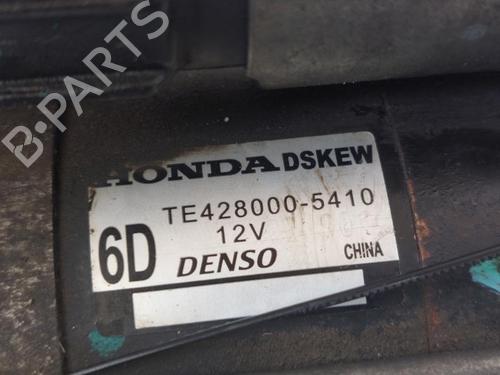 B-PARTS
HONDA DSKEW
TE428000-5410
6D 12V
DENSO CHINA